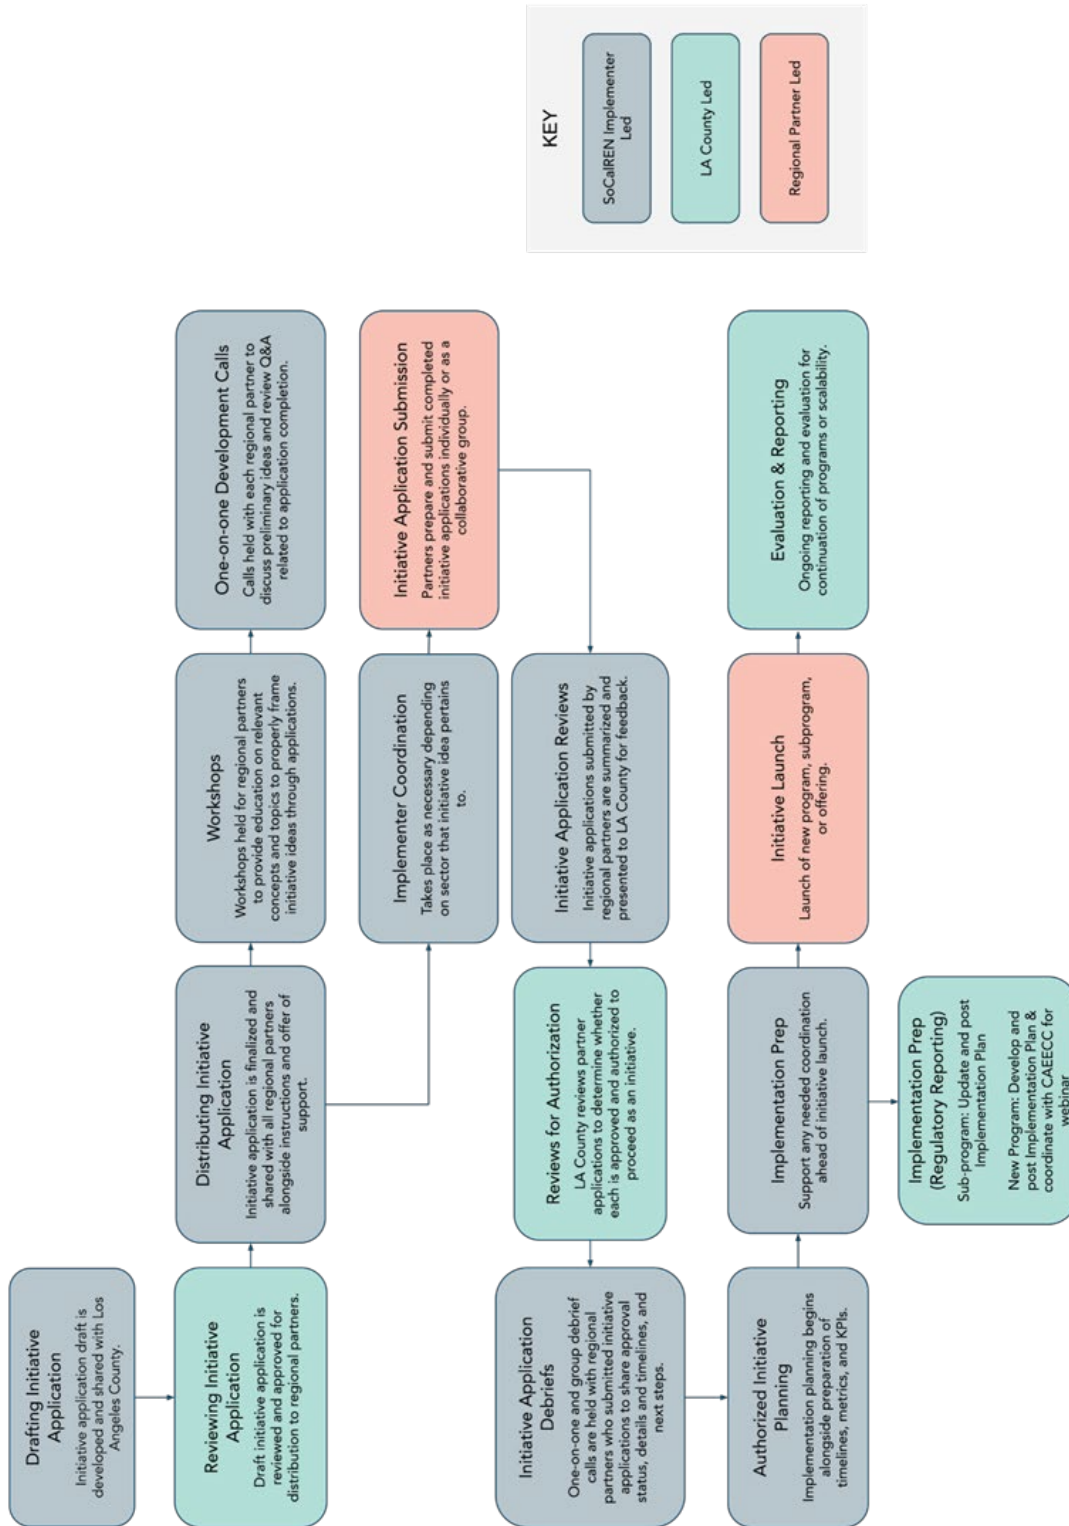 Drafting Initiative
Application
Initiative application draft is
developed and shared with Los
Angeles County.
Reviewing Initiative
Application
Draft initiative application is
reviewed and approved for
distribution to regional partners.
Distributing Initiative
Application
Initiative application is finalized and
shared with all regional partners
alongside instructions and offer of
support.
Workshops
Workshops held for regional partners
to provide education on relevant
concepts and topics to properly frame
initiative ideas through applications.
One-on-one Development Calls
Calls held with each regional partner to
discuss preliminary ideas and review Q&A
related to application completion.
Implementer Coordination
Takes place as necessary depending
on sector that initiative idea pertains
to.
Initiative Application Submission
Partners prepare and submit completed
initiative applications individually or as a
collaborative group.
Initiative Application Reviews
Initiative applications submitted by
regional partners are summarized and
presented to LA County for feedback.
Reviews for Authorization
LA County reviews partner
applications to determine whether
each is approved and authorized to
proceed as an initiative.
Initiative Application
Debriefs
One-on-one and group debrief
calls are held with regional
partners who submitted initiative
applications to share approval
status, details and timelines, and
next steps.
Authorized Initiative
Planning
Implementation planning begins
alongside preparation of
timelines, metrics, and KPIs.
Implementation Prep
Support any needed coordination
ahead of initiative launch.
Implementation Prep
(Regulatory Reporting)
Sub-program: Update and post
Implementation Plan
New Program: Develop and
post Implementation Plan &
coordinate with CAEECC for
webinar
Initiative Launch
Launch of new program, subprogram,
or offering.
Evaluation & Reporting
Ongoing reporting and evaluation for
continuation of programs or scalability.
KEY
SoCalREN Implementer
Led
LA County Led
Regional Partner Led